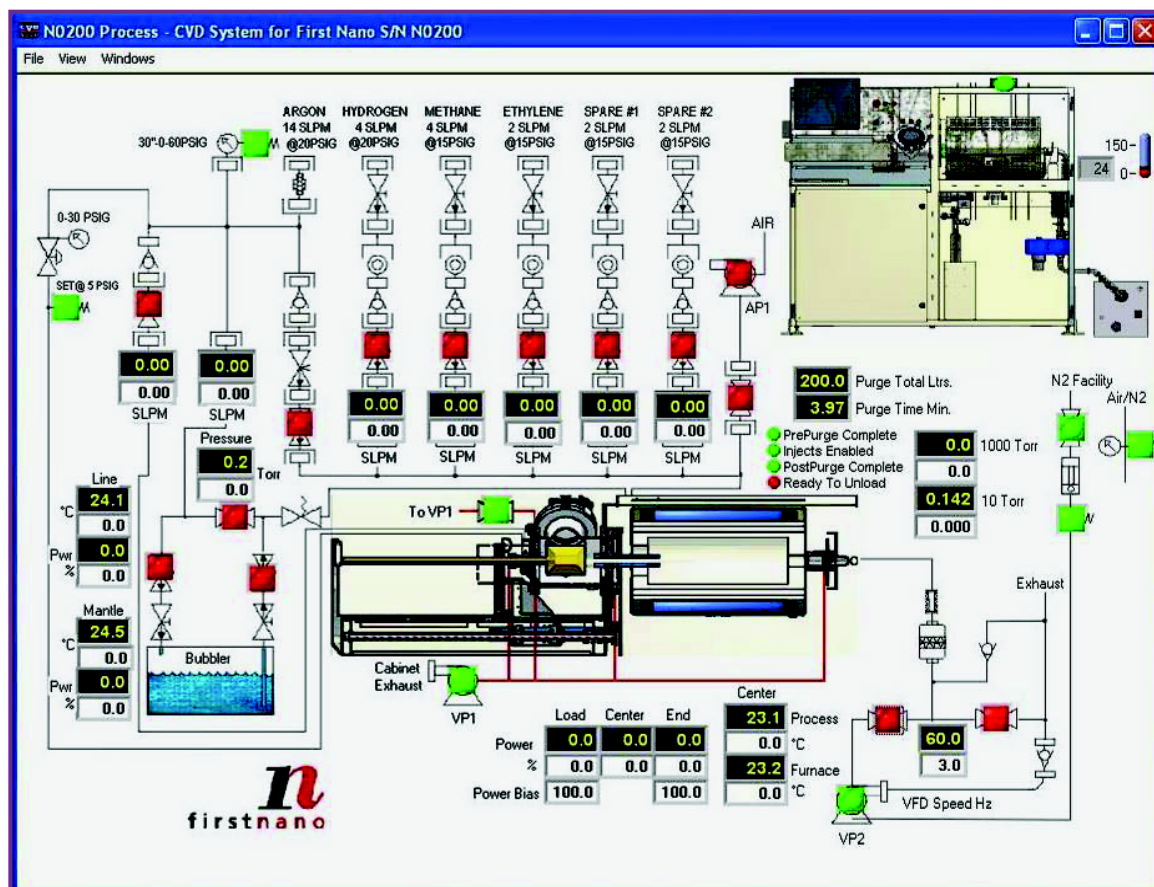 N0200 Process - CVD System for First Nano S/N N0200
File View Windows
ARGON
14 SLPM
@20PSIG
HYDROGEN
4 SLPM
@20PSIG
METHANE
4 SLPM
@15PSIG
ETHYLENE
2 SLPM
@15PSIG
SPARE #1
2 SLPM
@15PSIG
SPARE #2
2 SLPM
@15PSIG
30"-0-60PSIG
150-
24
0-
0-30 PSIG
SET@ 5 PSIG
AIR
AP1
0.00
0.00
SLPM
0.00
0.00
SLPM
0.00
0.00
SLPM
0.00
0.00
SLPM
0.00
0.00
SLPM
0.00
0.00
SLPM
0.00
0.00
SLPM
200.0 Purge Total Ltrs.
3.97 Purge Time Min.
N2 Facility
Air/N2
PrePurge Complete
Injects Enabled
PostPurge Complete
Ready To Unload
0.0 1000 Torr
0.0
0.142 10 Torr
0.000
Pressure
0.2
Torr
0.0
Line
24.1
°C
0.0
Pwr 0.0
% 0.0
To VP1
Mantle
24.5
°C
0.0
Pwr 0.0
% 0.0
Bubbler
Exhaust
Cabinet
Exhaust
VP1
Load Center End
Power 0.0 0.0 0.0
% 0.0 0.0 0.0
Power Bias 100.0 100.0
Center
23.1 Process
0.0 °C
23.2 Furnace
0.0 °C
60.0
3.0
VFD Speed Hz
VP2
n
firstnano